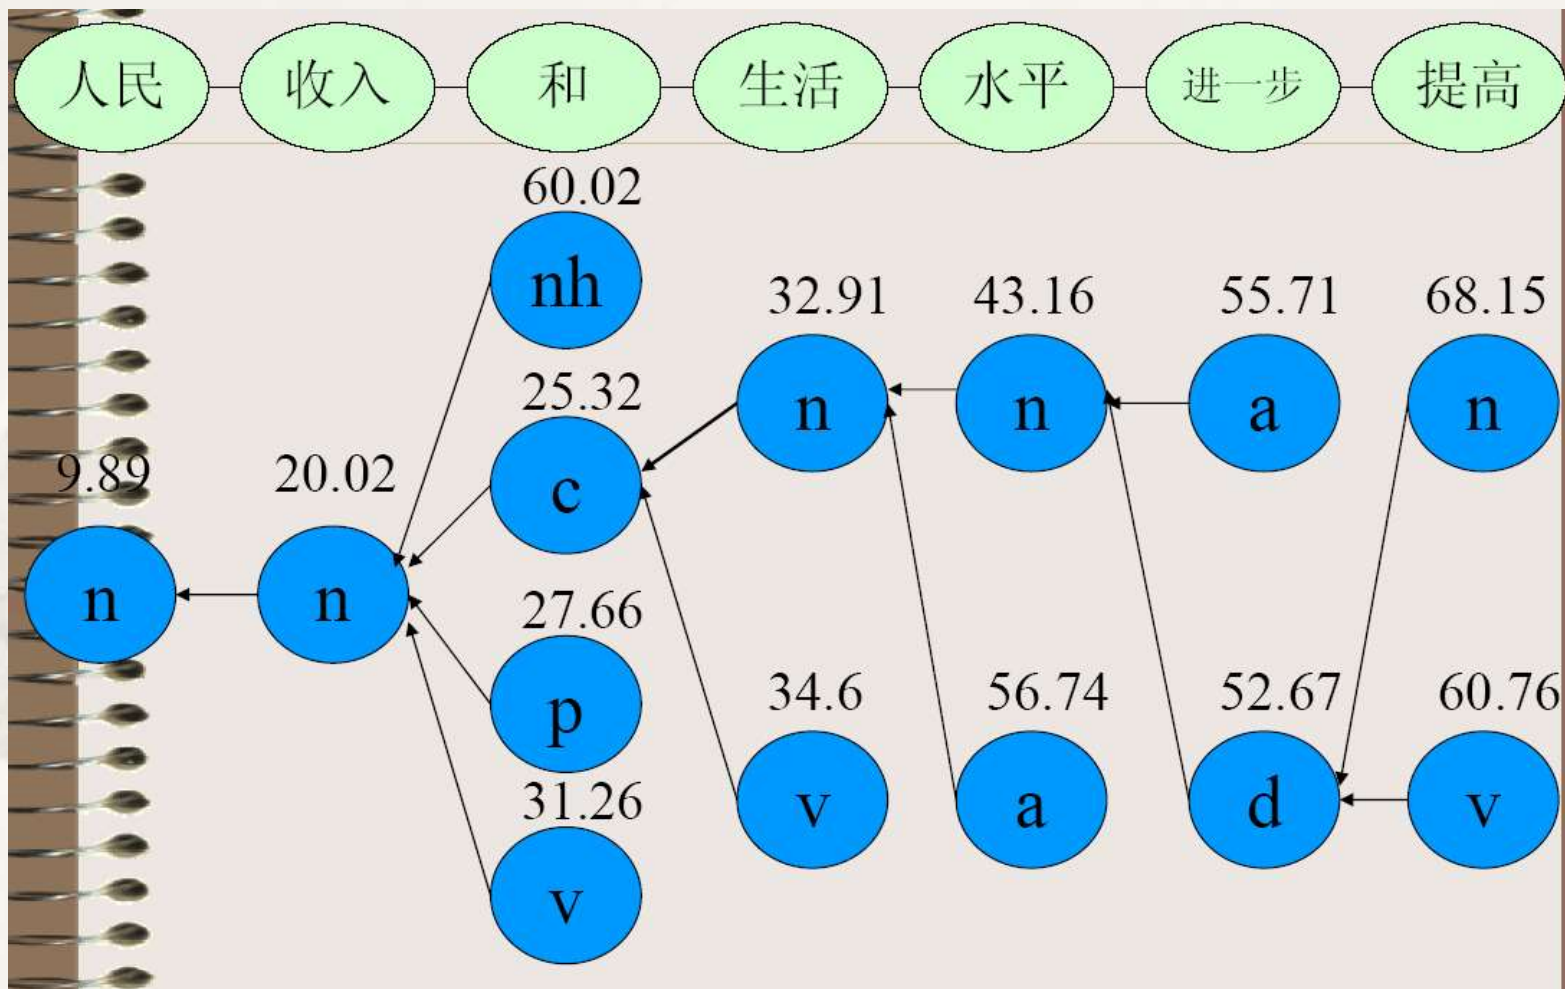 人民 收入 和 生活 水平 进一步 提高
60.02
nh
32.91 43.16 55.71 68.15
n n a n
25.32
c
9.89 20.02
n n
27.66
p
34.6 56.74 52.67 60.76
v a d v
31.26
v